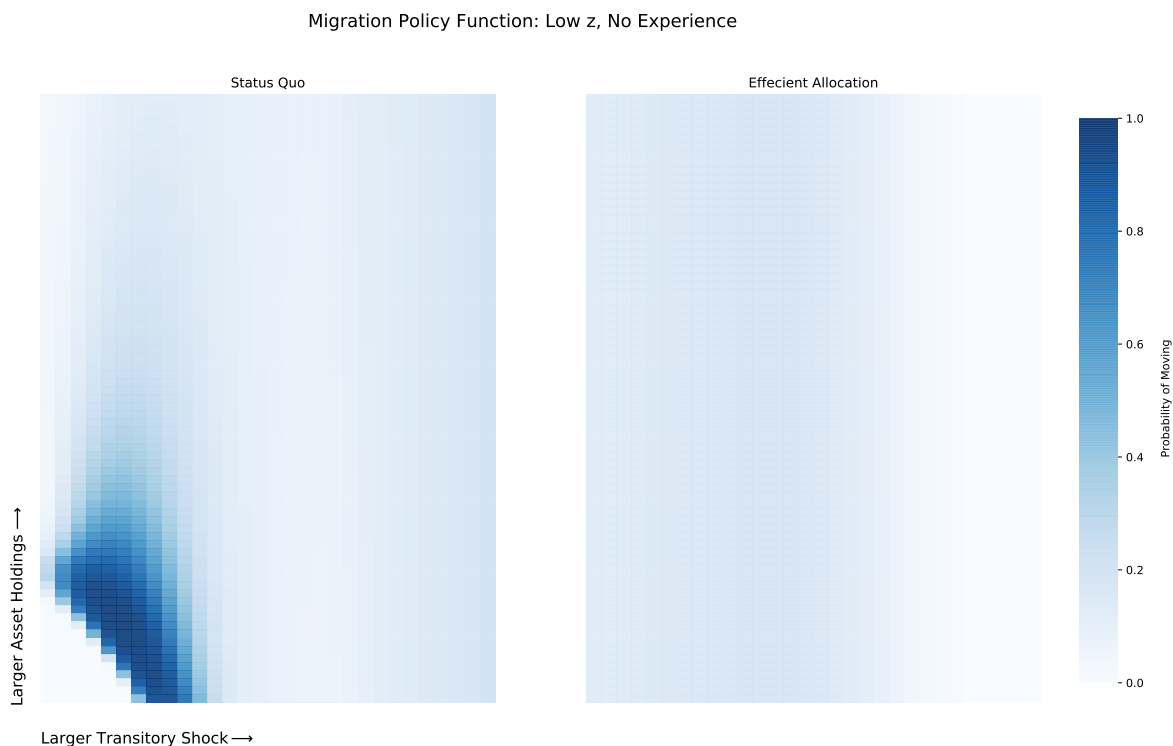 Migration Policy Function: Low z, No Experience
Status Quo
Effecient Allocation
1.0
0.8
0.6
0.4
0.2
0.0
Probability of Moving
Larger Asset Holdings ⟶
Larger Transitory Shock ⟶